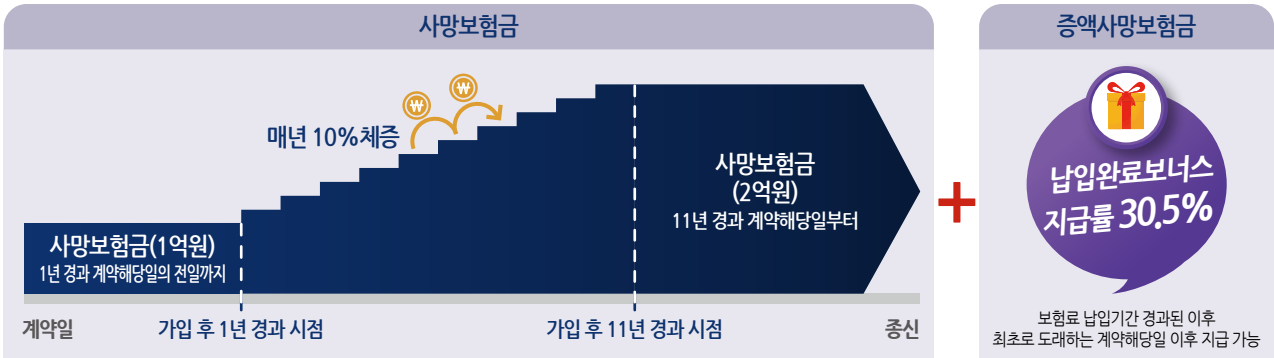 사망보험금
매년 10% 체증
사망보험금(1억원)
1년 경과 계약해당일의 전일까지
사망보험금
(2억원)
11년 경과 계약해당일부터
계약일
가입 후 1년 경과 시점
가입 후 11년 경과 시점
종신
+
증액사망보험금
납입완료보너스
지급률 30.5%
보험료 납입기간 경과된 이후
최초로 도래하는 계약해당일 이후 지급 가능